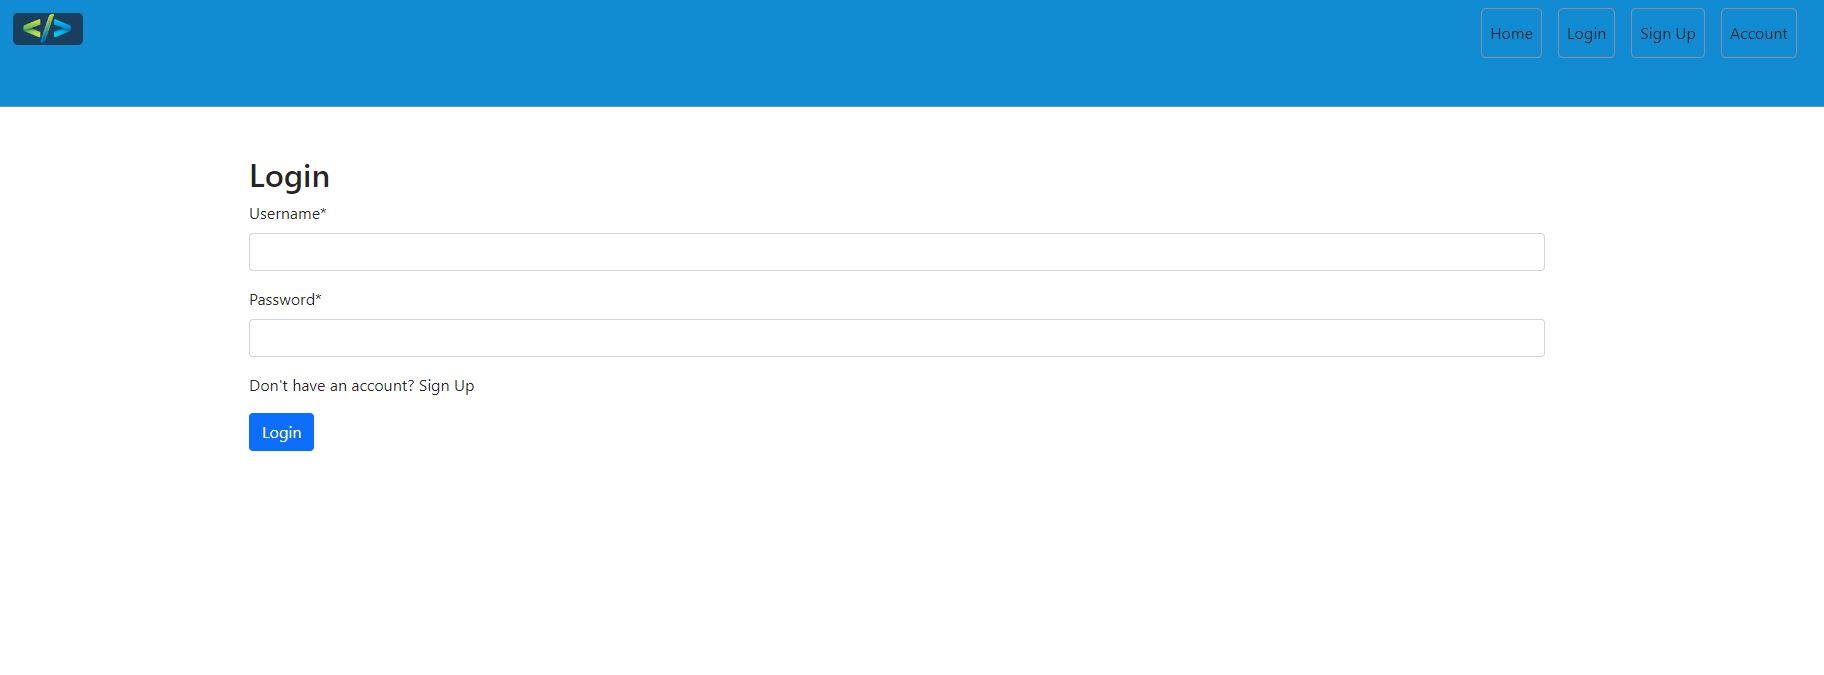 </>
Home Login Sign Up Account
Login
Username*
Password*
Don't have an account? Sign Up
Login